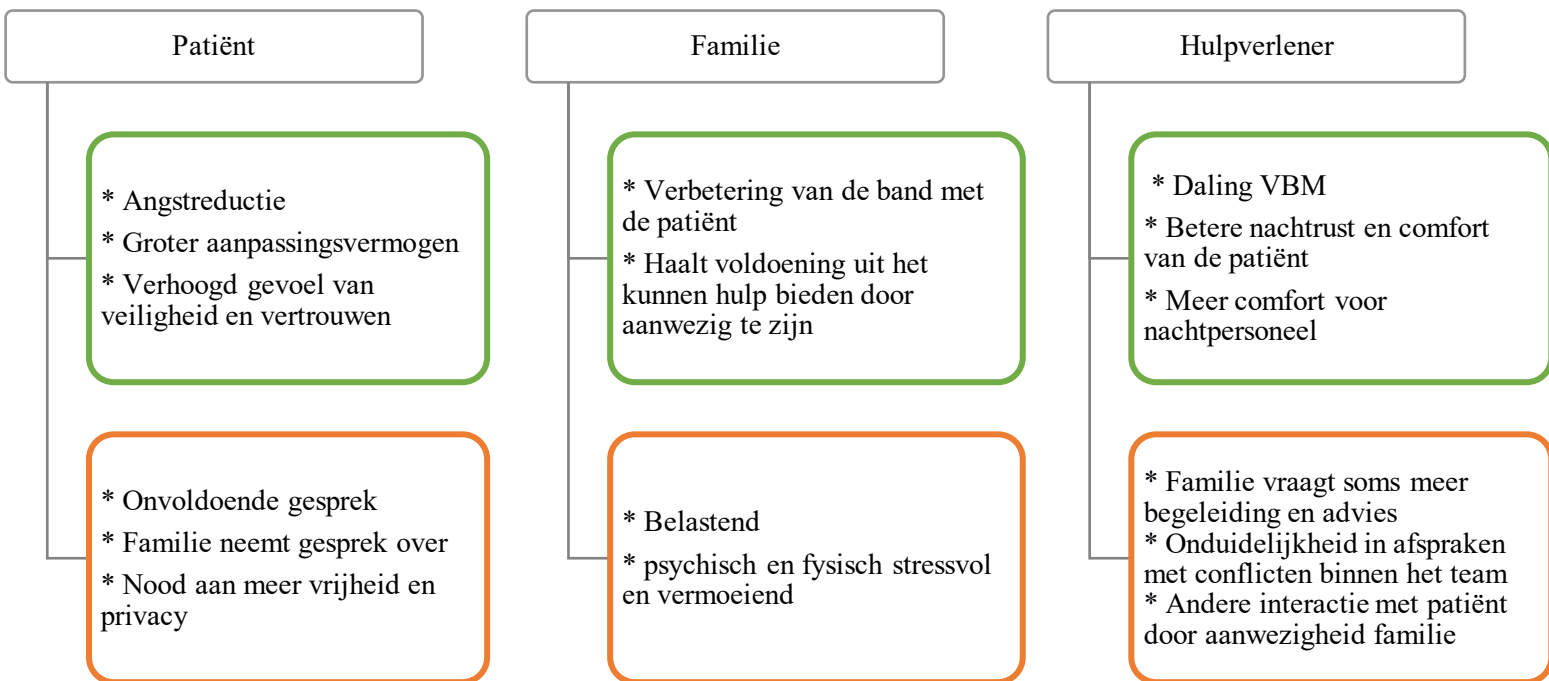 Patiënt
* Angstreductie
* Groter aanpassingsvermogen
* Verhoogd gevoel van
veiligheid en vertrouwen
* Onvoldoende gesprek
* Familie neemt gesprek over
* Nood aan meer vrijheid en
privacy
Familie
* Verbetering van de band met
de patiënt
* Haalt voldoening uit het
kunnen hulp bieden door
aanwezig te zijn
* Belastend
* psychisch en fysisch stressvol
en vermoeiend
Hulpverlener
* Daling VBM
* Betere nachtrust en comfort
van de patiënt
* Meer comfort voor
nachtpersoneel
* Familie vraagt soms meer
begeleiding en advies
* Onduidelijkheid in afspraken
met conflicten binnen het team
* Andere interactie met patiënt
door aanwezigheid familie